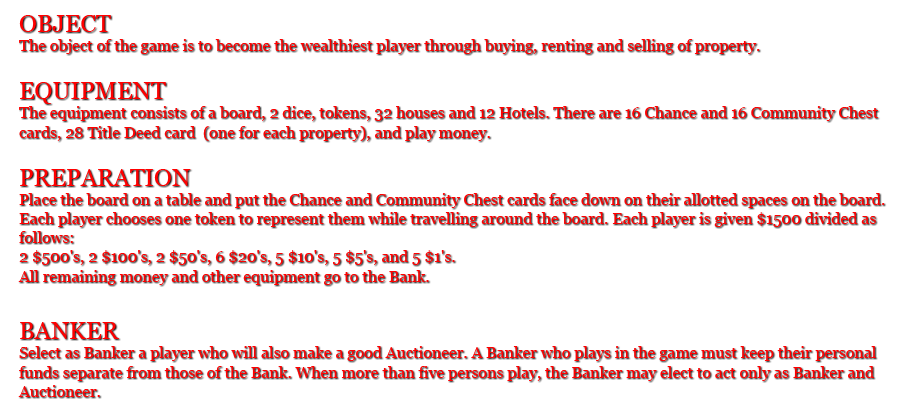 OBJECT
The object of the game is to become the wealthiest player through buying, renting and selling of property.
EQUIPMENT
The equipment consists of a board, 2 dice, tokens, 32 houses and 12 Hotels. There are 16 Chance and 16 Community Chest
cards, 28 Title Deed card (one for each property), and play money.
PREPARATION
Place the board on a table and put the Chance and Community Chest cards face down on their allotted spaces on the board.
Each player chooses one token to represent them while travelling around the board. Each player is given $1500 divided as
follows:
2 $500's, 2 $100's, 2 $50's, 6 $20's, 5 $10's, 5 $5's, and 5 $1's.
All remaining money and other equipment go to the Bank.
BANKER
Select as Banker a player who will also make a good Auctioneer. A Banker who plays in the game must keep their personal
funds separate from those of the Bank. When more than five persons play, the Banker may elect to act only as Banker and
Auctioneer.